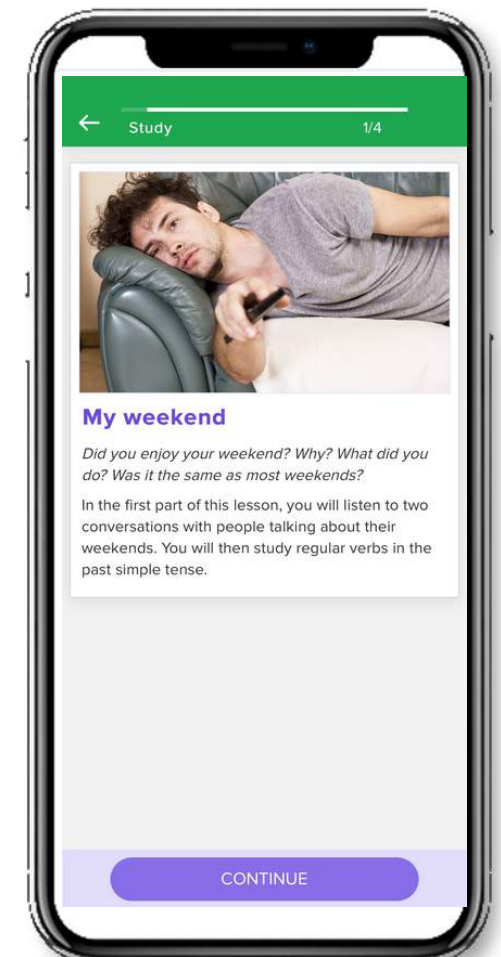 Study 1/4
My weekend
Did you enjoy your weekend? Why? What did you
do? Was it the same as most weekends?
In the first part of this lesson, you will listen to two
conversations with people talking about their
weekends. You will then study regular verbs in the
past simple tense.
CONTINUE